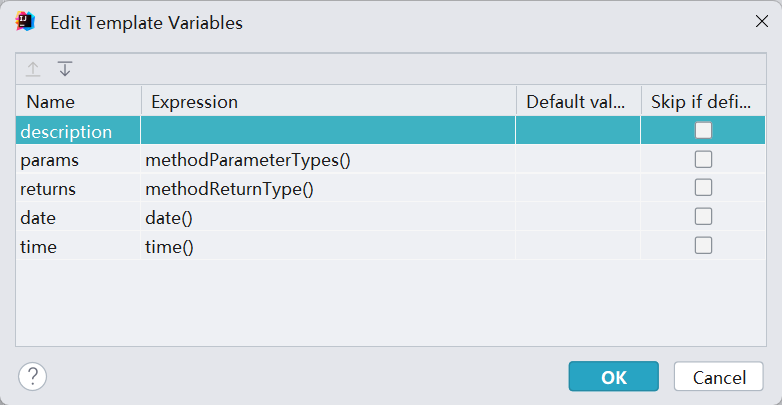 Edit Template Variables
Name Expression Default val... Skip if defi...
description
params methodParameterTypes()
returns methodReturnType()
date date()
time time()
? OK Cancel